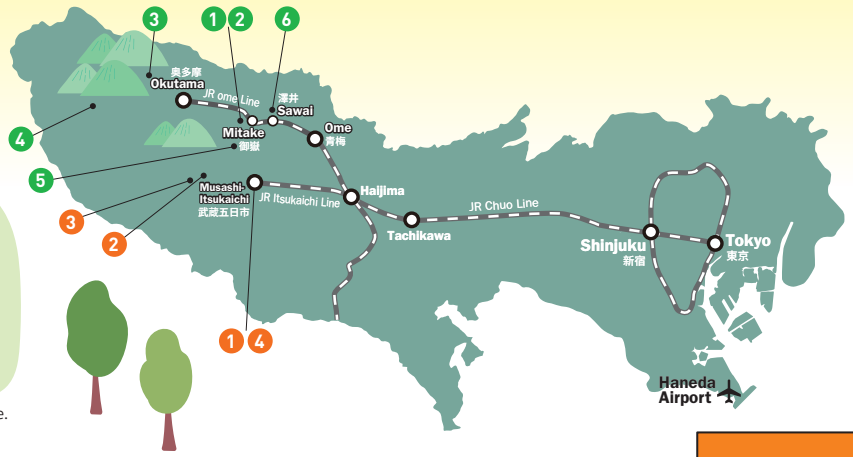 3
1 2
6
奥多摩
Okutama
JR ome Line
澤井
Sawai
Mitake
御嶽
Ome
青梅
4
5
Musashi-
Itsukaichi
武蔵五日市
JR Itsukaichi Line
Haijima
Tachikawa
JR Chuo Line
Shinjuku
新宿
Tokyo
東京
3
2
1 4
Haneda
Airport
e.